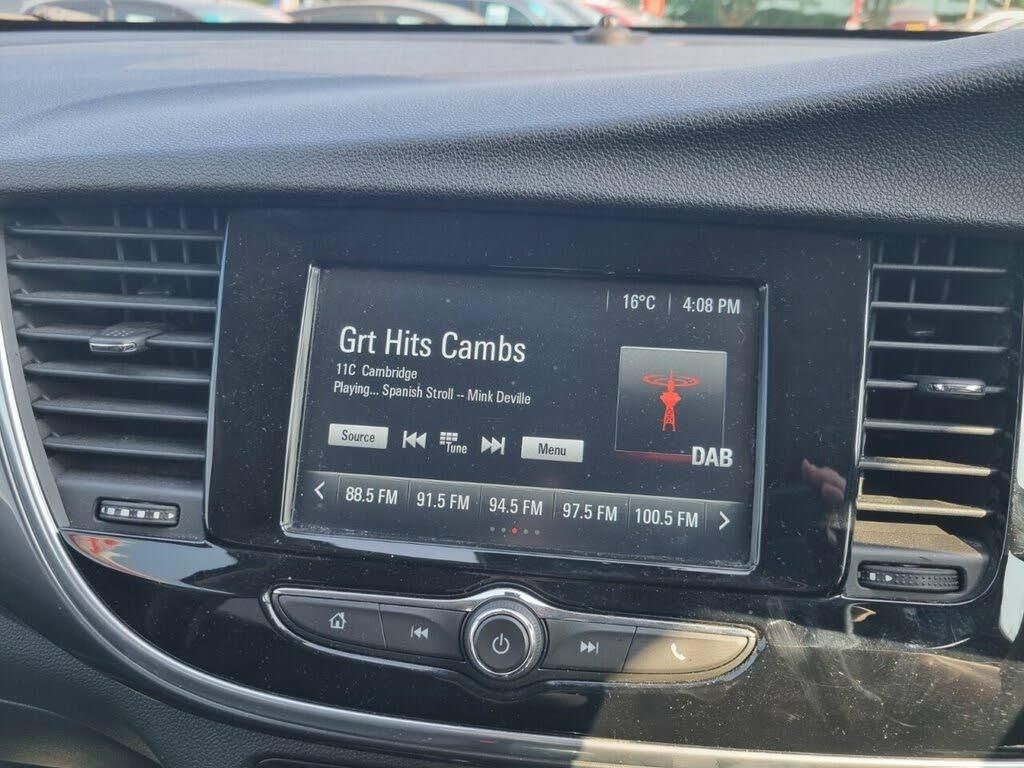 16°C 4:08 PM
Grt Hits Cambs
11C Cambridge
Playing... Spanish Stroll -- Mink Deville
Source Tune Menu
DAB
88.5 FM 91.5 FM 94.5 FM 97.5 FM 100.5 FM